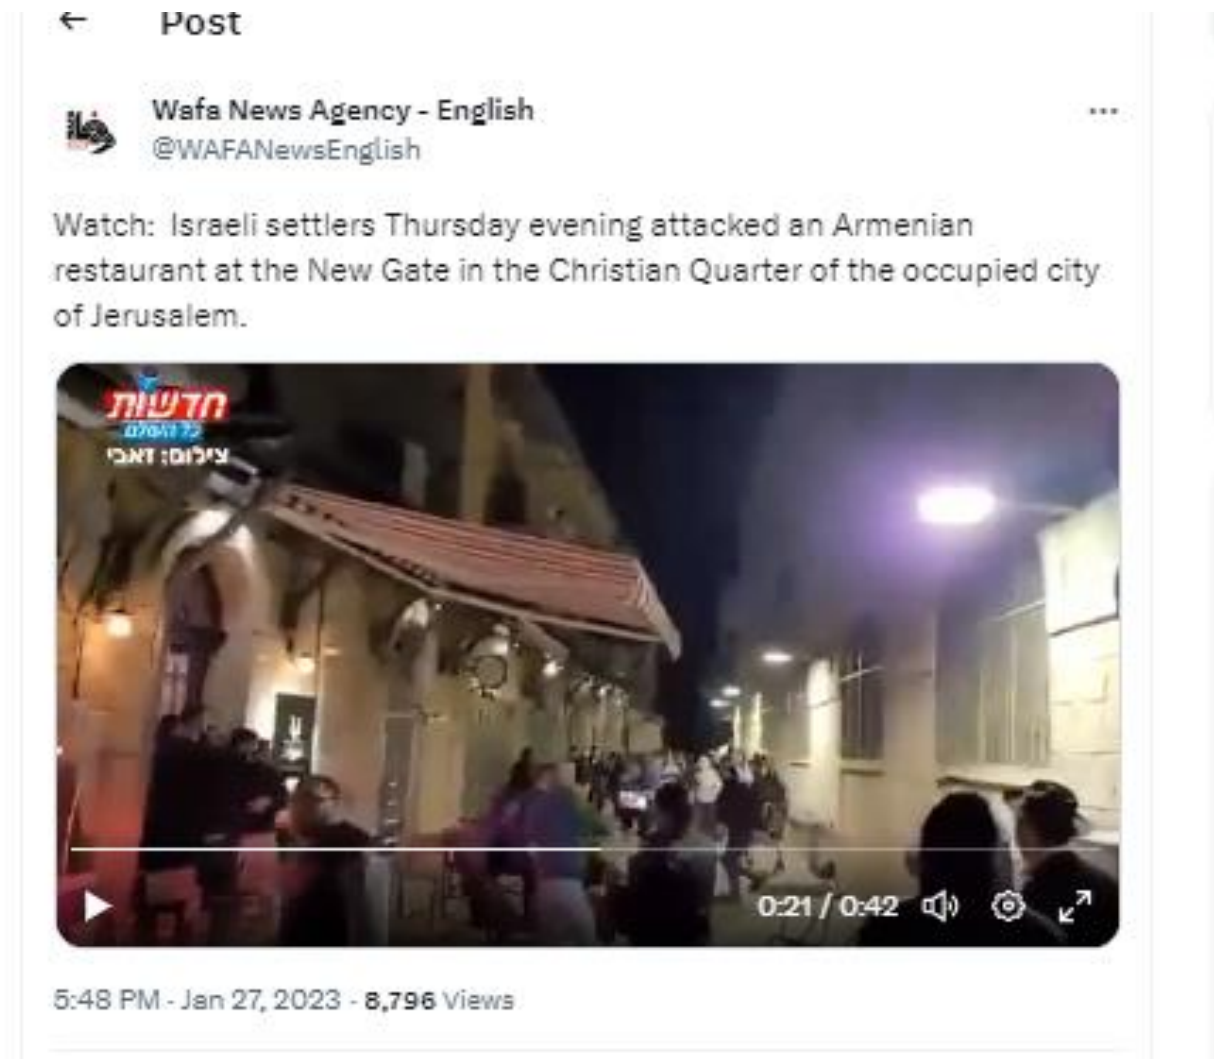 Post
Wafa News Agency - English
@WAFANewsEnglish
Watch:  Israeli settlers Thursday evening attacked an Armenian
restaurant at the New Gate in the Christian Quarter of the occupied city
of Jerusalem.
חדשות
כל העולם
צילום: זאבי
0:21 / 0:42
5:48 PM · Jan 27, 2023 · 8,796 Views